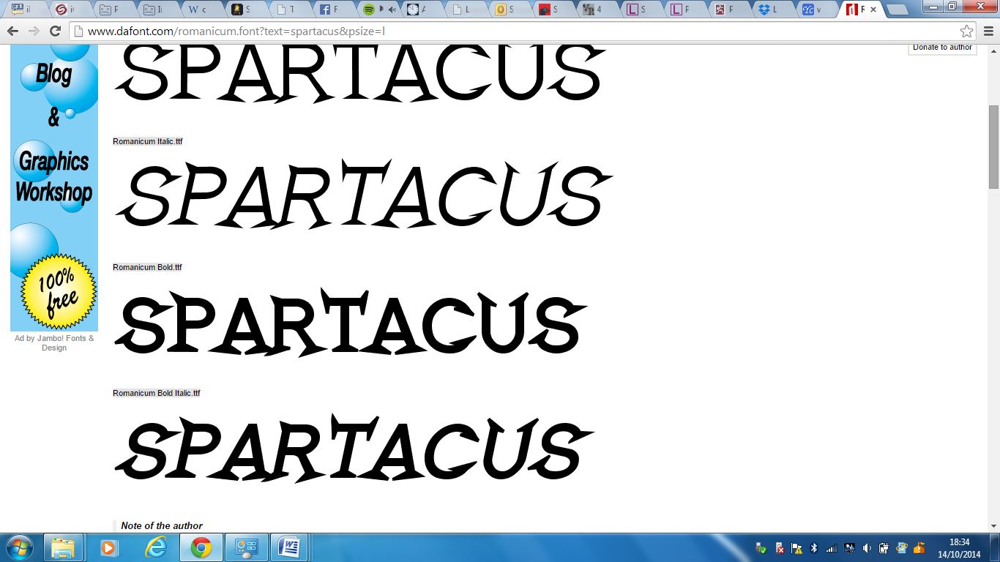 www.dafont.com/romanicum.font?text=spartacus&psize=l
Donate to author
Blog
&
Graphics
Workshop
100%
free
Ad by Jambo! Fonts &
Design
SPARTACUS
Romanicum Italic.ttf
SPARTACUS
Romanicum Bold.ttf
SPARTACUS
Romanicum Bold Italic.ttf
SPARTACUS
Note of the author
18:34
14/10/2014